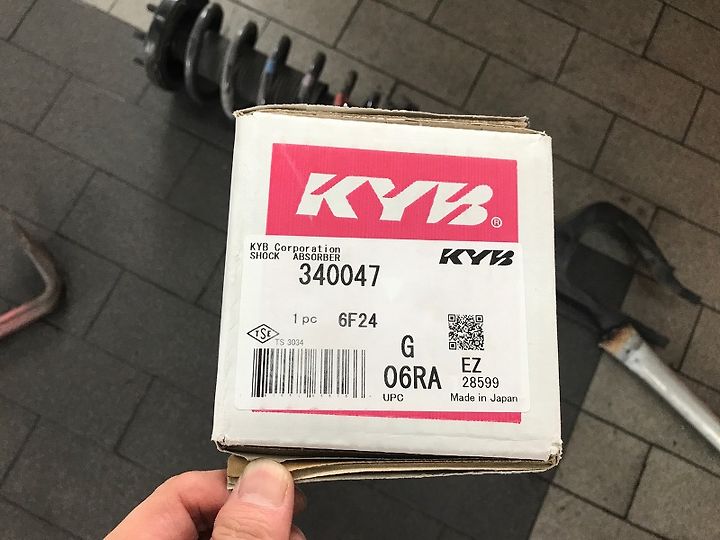 KYB®
KYB Corporation
SHOCK ABSORBER
KYB
340047
1 pc 6F24
TSE
TS 3034
G
06RA
EZ
28599
UPC
Made in Japan